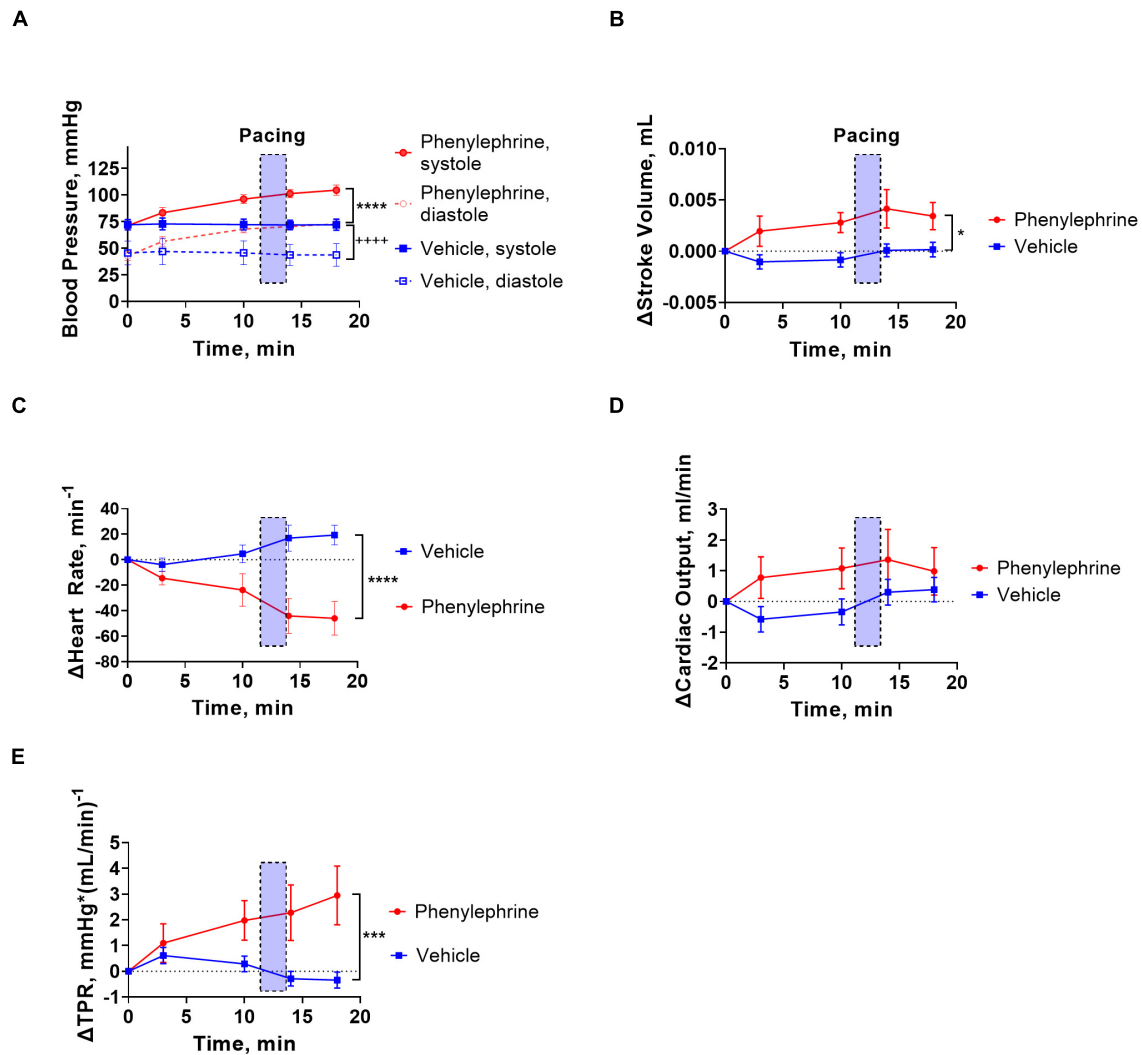 A
Pacing
Blood Pressure, mmHg
125
100
75
50
25
0
0
5
10
15
20
Time, min
****
++++
Phenylephrine,
systole
Phenylephrine,
diastole
Vehicle, systole
Vehicle, diastole
B
Pacing
ΔStroke Volume, mL
0.010
0.005
0.000
-0.005
0
5
10
15
20
Time, min
*
Phenylephrine
Vehicle
C
ΔHeart Rate, min-1
40
20
0
-20
-40
-60
-80
0
5
10
15
20
Time, min
****
Vehicle
Phenylephrine
D
ΔCardiac Output, ml/min
3
2
1
0
-1
-2
0
5
10
15
20
Time, min
Phenylephrine
Vehicle
E
ΔTPR, mmHg*(mL/min)-1
5
4
3
2
1
0
-1
0
5
10
15
20
Time, min
***
Phenylephrine
Vehicle